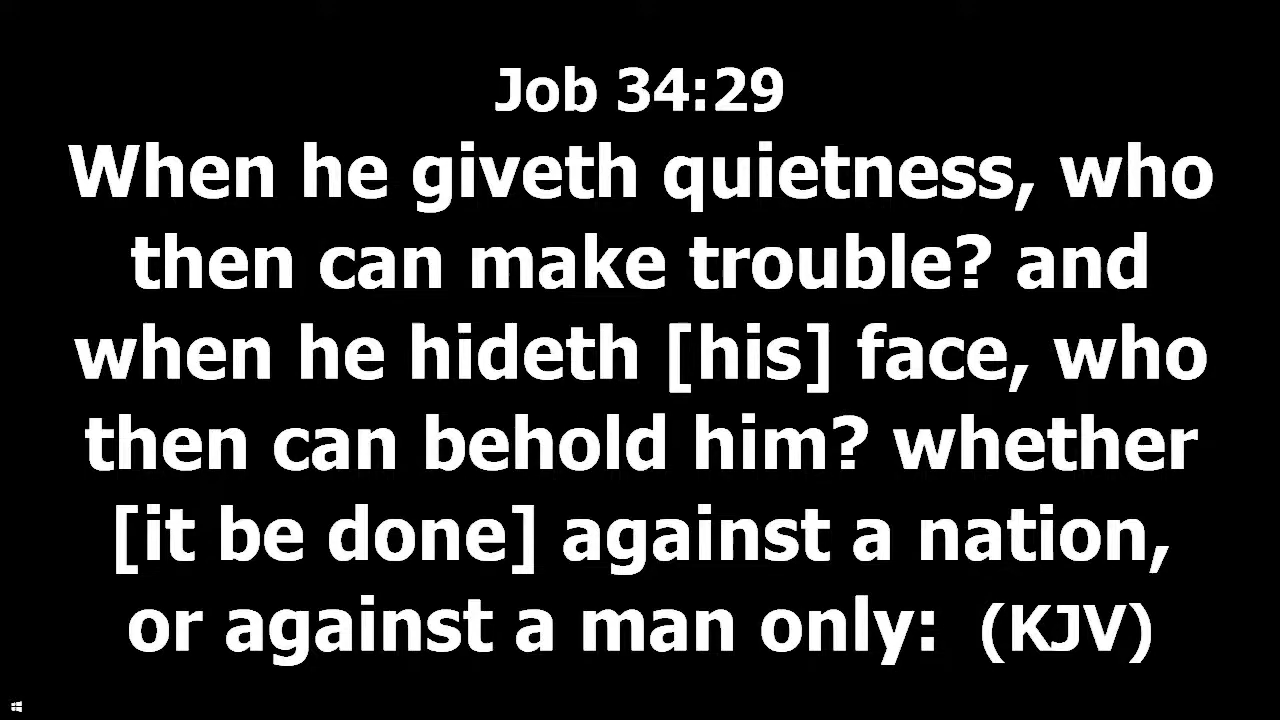 Job 34:29
When he giveth quietness, who
then can make trouble? and
when he hideth [his] face, who
then can behold him? whether
[it be done] against a nation,
or against a man only: (KJV)